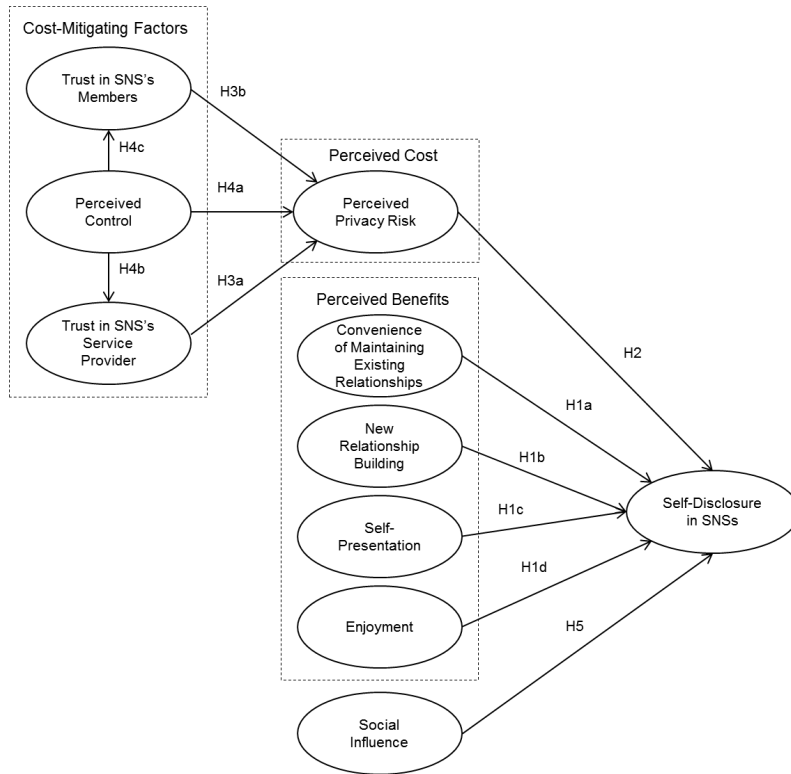 Cost-Mitigating Factors
Trust in SNS's
Members
H3b
H4c
Perceived Cost
H4a
Perceived
Control
Perceived
Privacy Risk
H4b
H3a
Perceived Benefits
Trust in SNS's
Service
Provider
Convenience
of Maintaining
Existing
Relationships
H2
H1a
New
Relationship
Building
H1b
Self-Disclosure
in SNSs
H1c
Self-
Presentation
H1d
Enjoyment
H5
Social
Influence